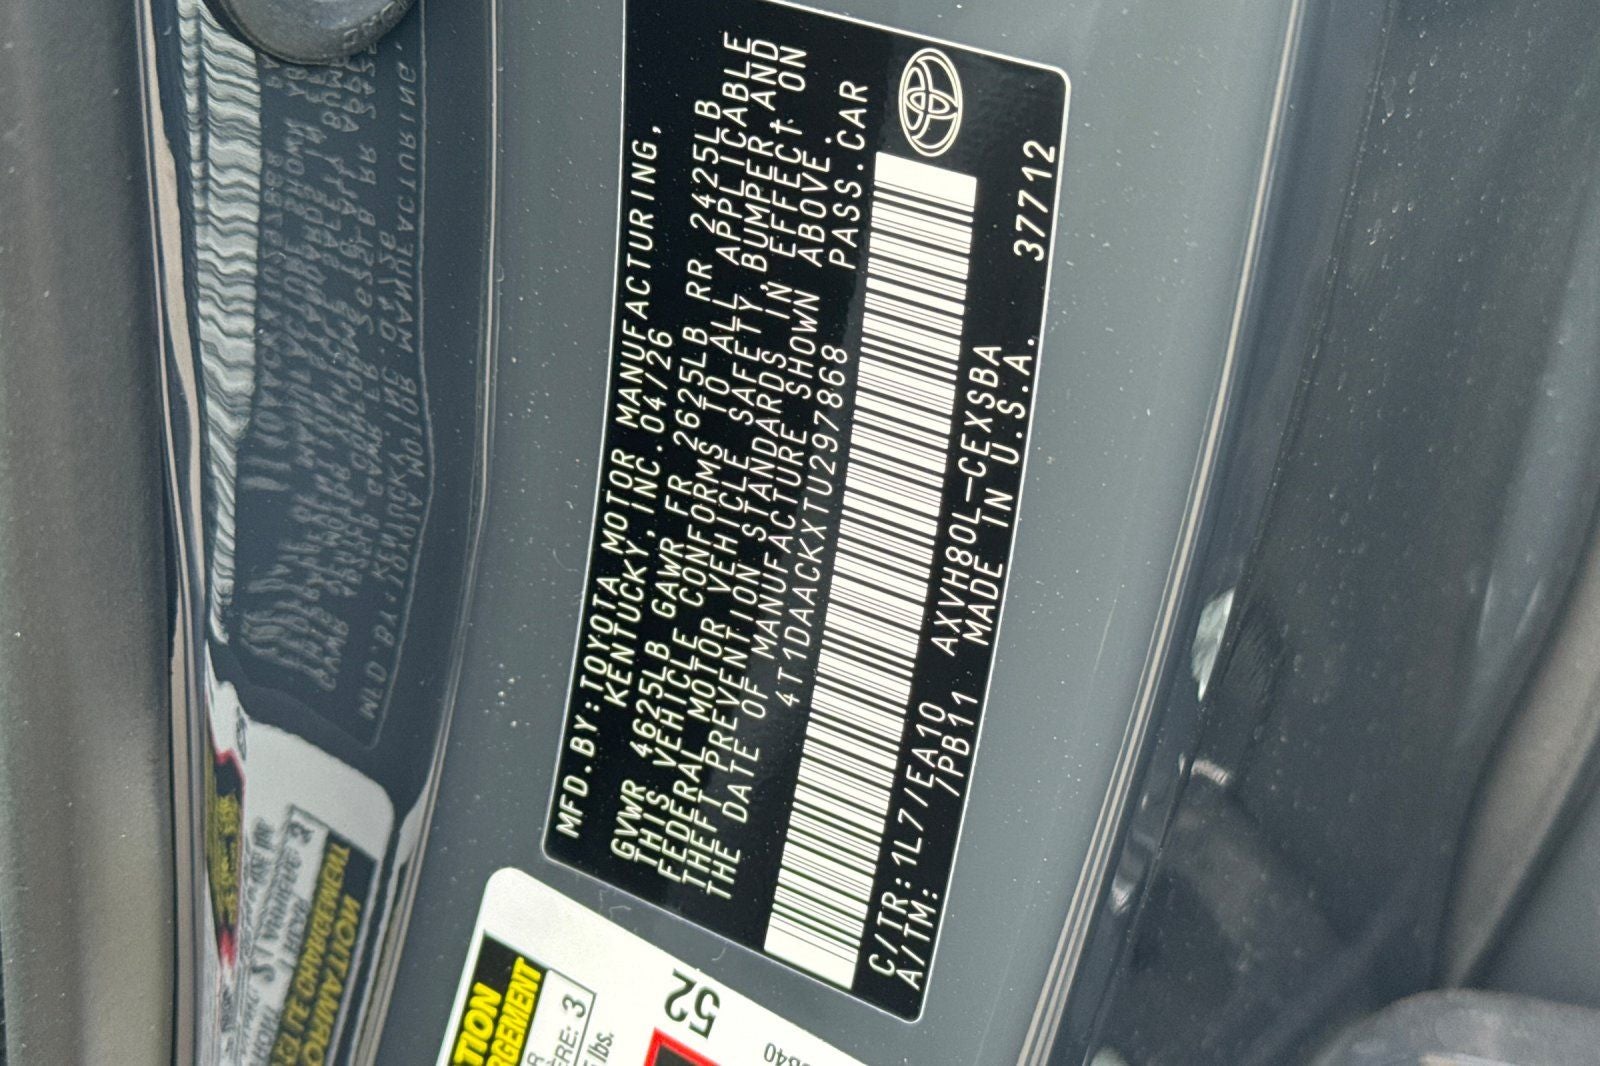 MFD.BY:TOYOTA MOTOR MANUFACTURING,
KENTUCKY,INC.04/26
GVWR 4625LB GAWR FR 2625LB RR 2425LB
THIS VEHICLE CONFORMS TO ALL APPLICABLE
FEDERAL MOTOR VEHICLE SAFETY,BUMPER,AND
THEFT PREVENTION STANDARDS IN EFFECT ON
THE DATE OF MANUFACTURE SHOWN ABOVE.
4T1DAACKXTU297868 PASS.CAR
C/TR:1L7/EA10 AXVH80L-CEXSBA
A/TM: /PB11 MADE IN U.S.A. 37712
52
3
lbs.